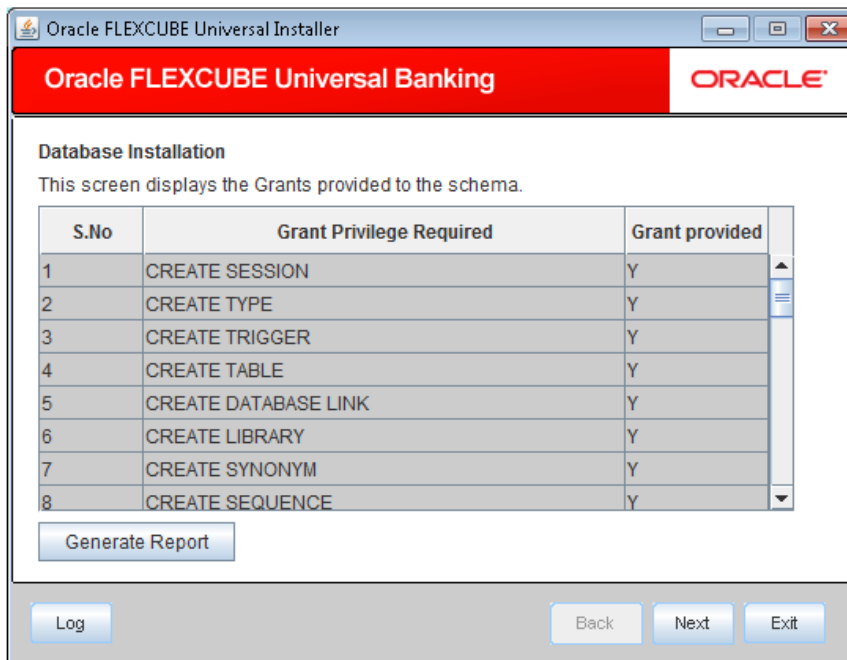 Oracle FLEXCUBE Universal Installer
Oracle FLEXCUBE Universal Banking
ORACLE
Database Installation
This screen displays the Grants provided to the schema.
S.No Grant Privilege Required Grant provided
1 CREATE SESSION Y
2 CREATE TYPE Y
3 CREATE TRIGGER Y
4 CREATE TABLE Y
5 CREATE DATABASE LINK Y
6 CREATE LIBRARY Y
7 CREATE SYNONYM Y
8 CREATE SEQUENCE Y
Generate Report
Log Back Next Exit